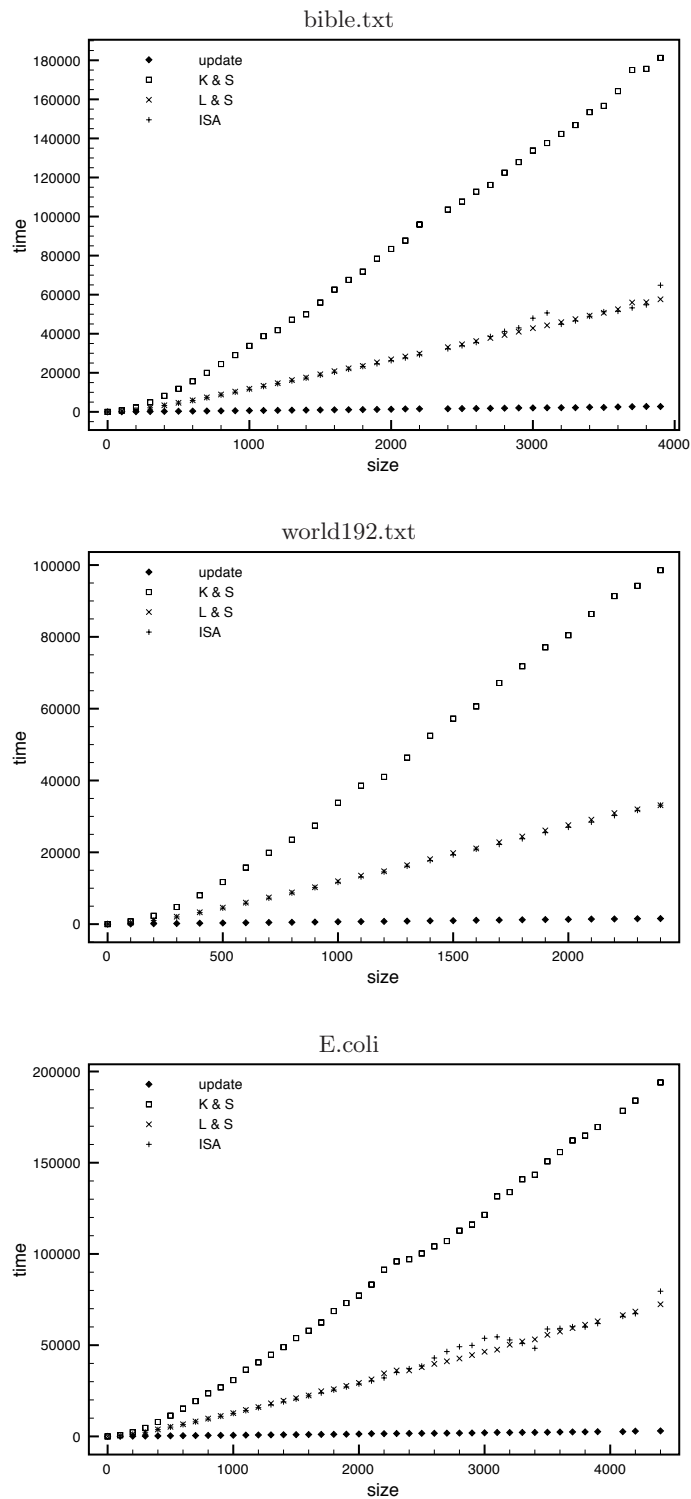 bible.txt
update
K & S
L & S
ISA
180000
160000
140000
120000
100000
80000
60000
40000
20000
0
time
0 1000 2000 3000 4000
size
world192.txt
update
K & S
L & S
ISA
100000
80000
60000
40000
20000
0
time
0 500 1000 1500 2000
size
E.coli
update
K & S
L & S
ISA
200000
150000
100000
50000
0
time
0 1000 2000 3000 4000
size